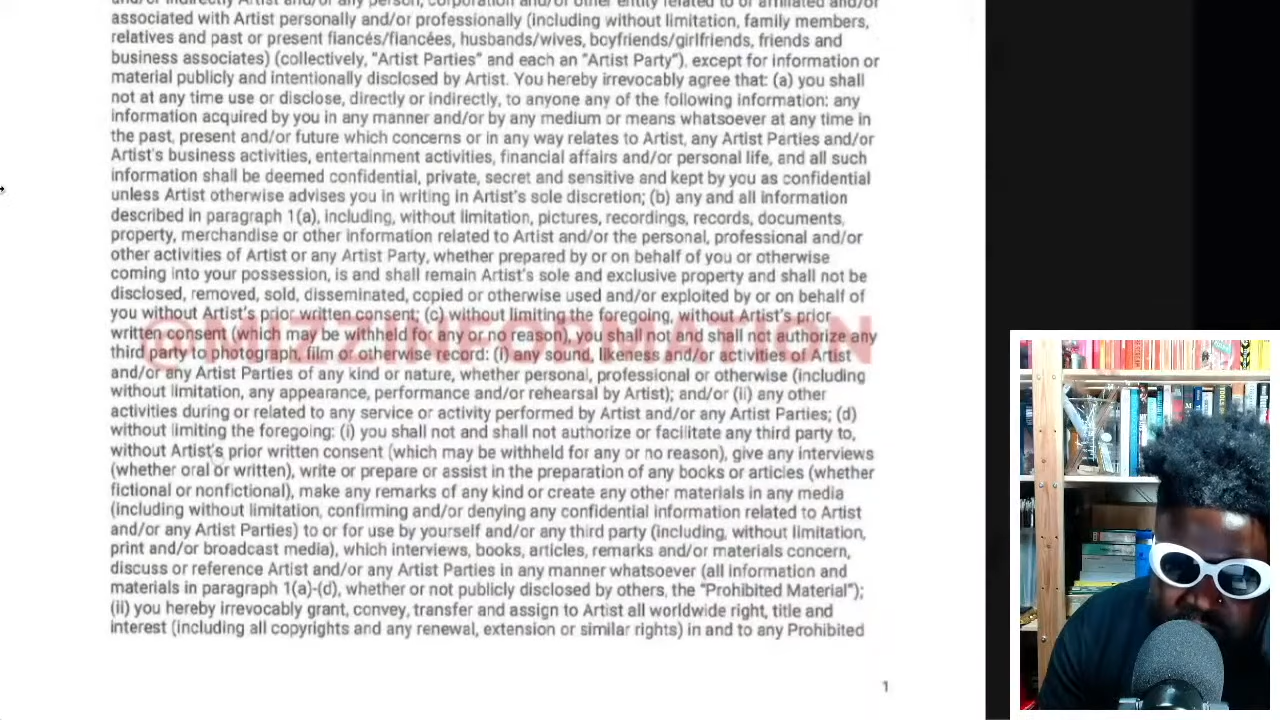 and/or indirectly Artist and/or any person, corporation and/or other entity related to or affiliated and/or
associated with Artist personally and/or professionally (including without limitation, family members,
relatives and past or present fiancés/fiancées, husbands/wives, boyfriends/girlfriends, friends and
business associates) (collectively, "Artist Parties" and each an "Artist Party"), except for information or
material publicly and intentionally disclosed by Artist. You hereby irrevocably agree that: (a) you shall
not at any time use or disclose, directly or indirectly, to anyone any of the following information: any
information acquired by you in any manner and/or by any medium or means whatsoever at any time in
the past, present and/or future which concerns or in any way relates to Artist, any Artist Parties and/or
Artist's business activities, entertainment activities, financial affairs and/or personal life, and all such
information shall be deemed confidential, private, secret and sensitive and kept by you as confidential
unless Artist otherwise advises you in writing in Artist's sole discretion; (b) any and all information
described in paragraph 1(a), including, without limitation, pictures, recordings, records, documents,
property, merchandise or other information related to Artist and/or the personal, professional and/or
other activities of Artist or any Artist Party, whether prepared by or on behalf of you or otherwise
coming into your possession, is and shall remain Artist's sole and exclusive property and shall not be
disclosed, removed, sold, disseminated, copied or otherwise used and/or exploited by or on behalf of
you without Artist's prior written consent; (c) without limiting the foregoing, without Artist's prior
written consent (which may be withheld for any or no reason), you shall not and shall not authorize any
third party to photograph, film or otherwise record: (i) any sound, likeness and/or activities of Artist
and/or any Artist Parties of any kind or nature, whether personal, professional or otherwise (including
without limitation, any appearance, performance and/or rehearsal by Artist); and/or (ii) any other
activities during or related to any service or activity performed by Artist and/or any Artist Parties; (d)
without limiting the foregoing: (i) you shall not and shall not authorize or facilitate any third party to,
without Artist's prior written consent (which may be withheld for any or no reason), give any interviews
(whether oral or written), write or prepare or assist in the preparation of any books or articles (whether
fictional or nonfictional), make any remarks of any kind or create any other materials in any media
(including without limitation, confirming and/or denying any confidential information related to Artist
and/or any Artist Parties) to or for use by yourself and/or any third party (including, without limitation,
print and/or broadcast media), which interviews, books, articles, remarks and/or materials concern,
discuss or reference Artist and/or any Artist Parties in any manner whatsoever (all information and
materials in paragraph 1(a)-(d), whether or not publicly disclosed by others, the "Prohibited Material");
(ii) you hereby irrevocably grant, convey, transfer and assign to Artist all worldwide right, title and
interest (including all copyrights and any renewal, extension or similar rights) in and to any Prohibited
@MIZZINFORMATION
1